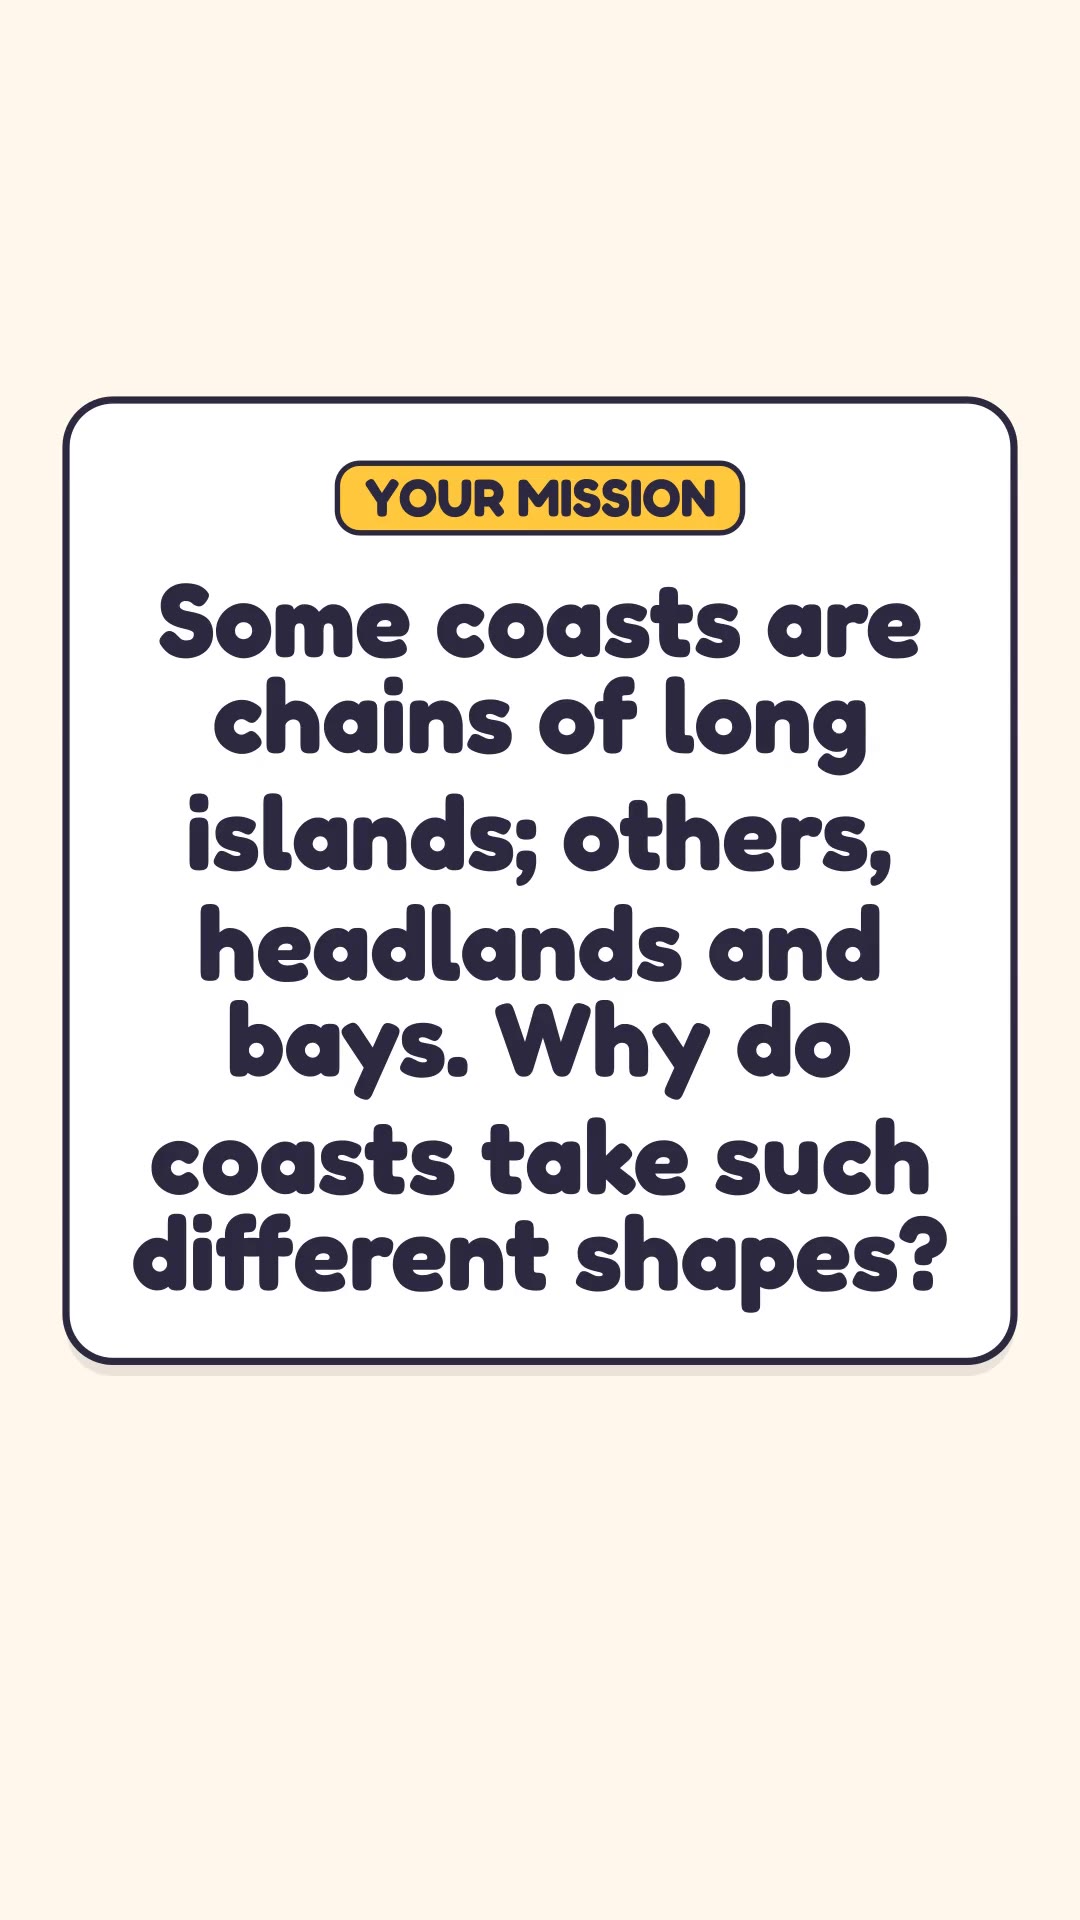 YOUR MISSION
Some coasts are
chains of long
islands; others,
headlands and
bays. Why do
coasts take such
different shapes?